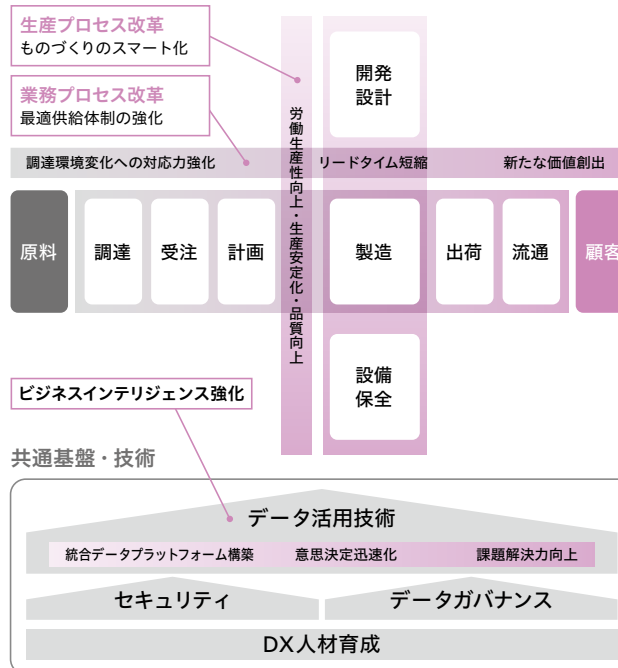 生産プロセス改革
ものづくりのスマート化
業務プロセス改革
最適供給体制の強化
開発
設計
労働生産性向上・生産安定化・品質向上
調達環境変化への対応力強化
リードタイム短縮
新たな価値創出
原料
調達
受注
計画
製造
出荷
流通
顧客
設備
保全
ビジネスインテリジェンス強化
共通基盤・技術
データ活用技術
統合データプラットフォーム構築
意思決定迅速化
課題解決力向上
セキュリティ
データガバナンス
DX人材育成